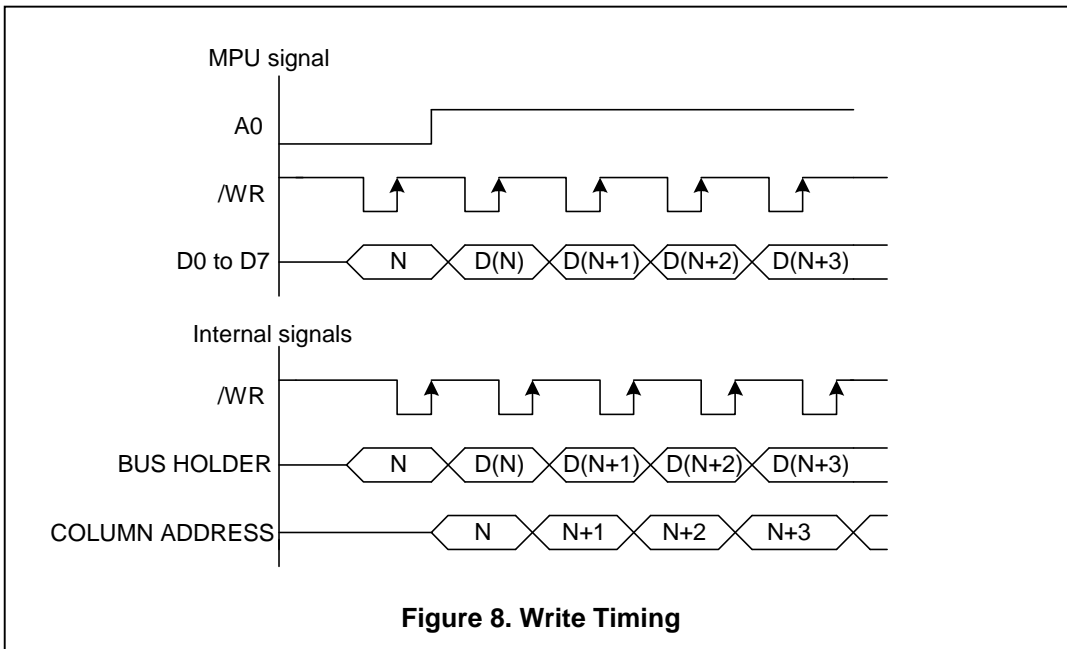 MPU signal
A0
/WR
D0 to D7 N D(N) D(N+1) D(N+2) D(N+3)
Internal signals
/WR
BUS HOLDER N D(N) D(N+1) D(N+2) D(N+3)
COLUMN ADDRESS N N+1 N+2 N+3
Figure 8. Write Timing